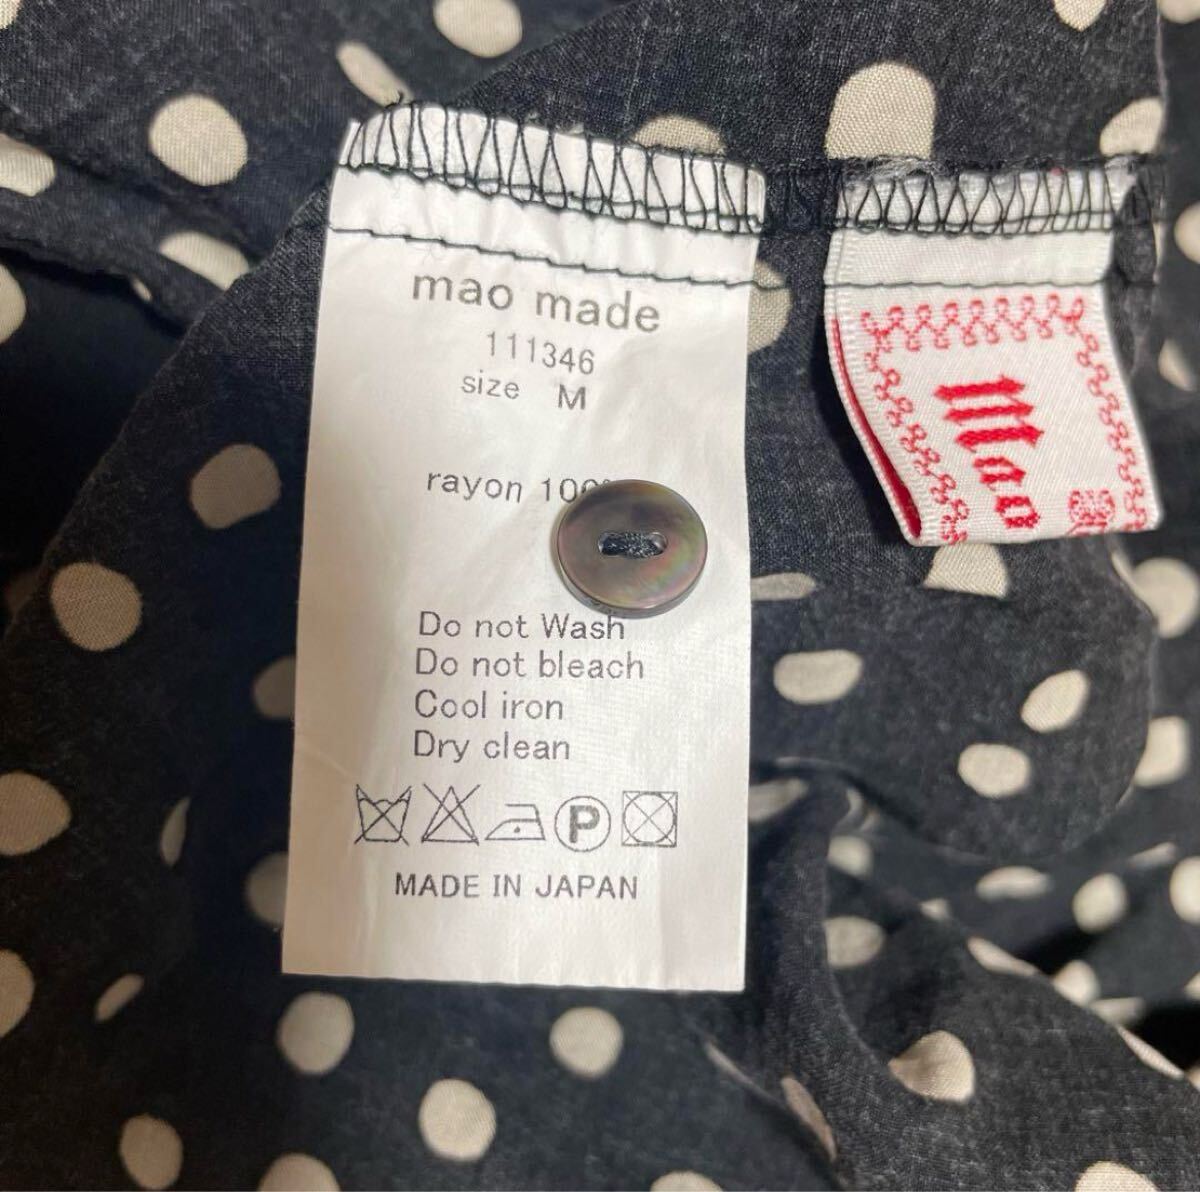 mao made
111346
size M
rayon 100
Do not Wash
Do not bleach
Cool iron
Dry clean
P
MADE IN JAPAN
Mao